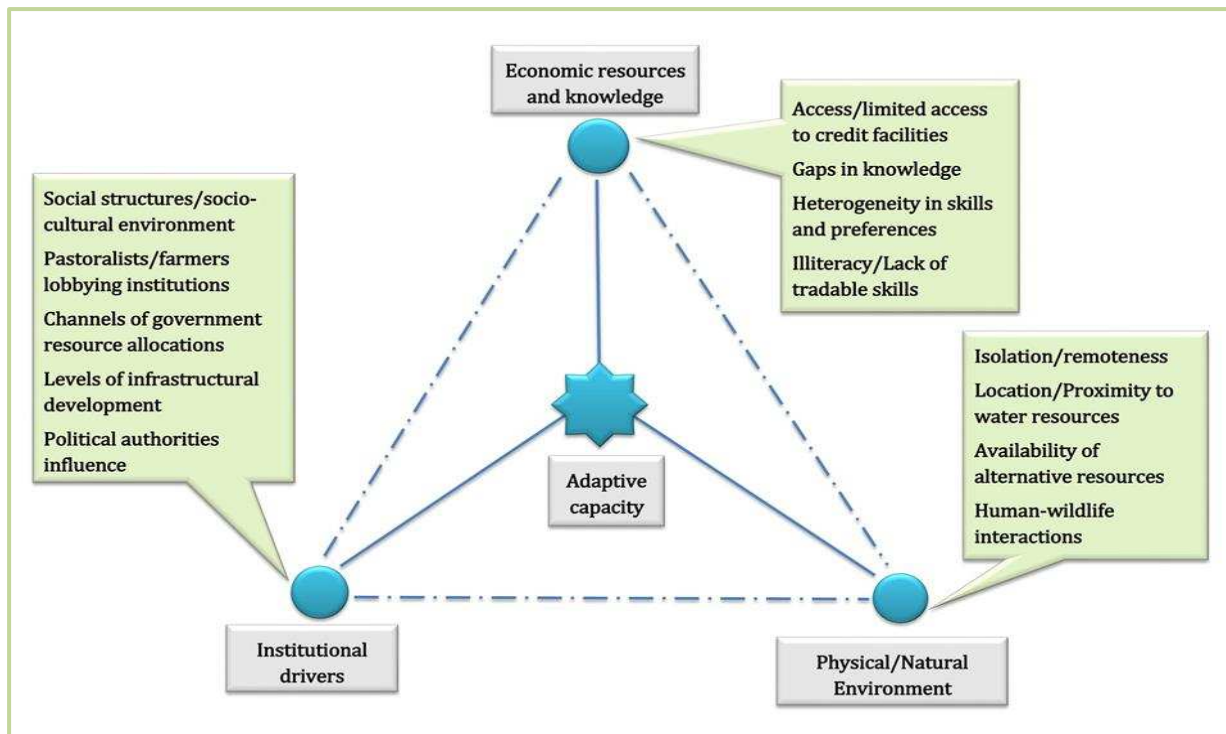 Economic resources
and knowledge
Access/limited access
to credit facilities
Gaps in knowledge
Heterogeneity in skills
and preferences
Illiteracy/Lack of
tradable skills
Social structures/socio-
cultural environment
Pastoralists/farmers
lobbying institutions
Channels of government
resource allocations
Levels of infrastructural
development
Political authorities
influence
Isolation/remoteness
Location/Proximity to
water resources
Availability of
alternative resources
Human-wildlife
interactions
Adaptive
capacity
Institutional
drivers
Physical/Natural
Environment